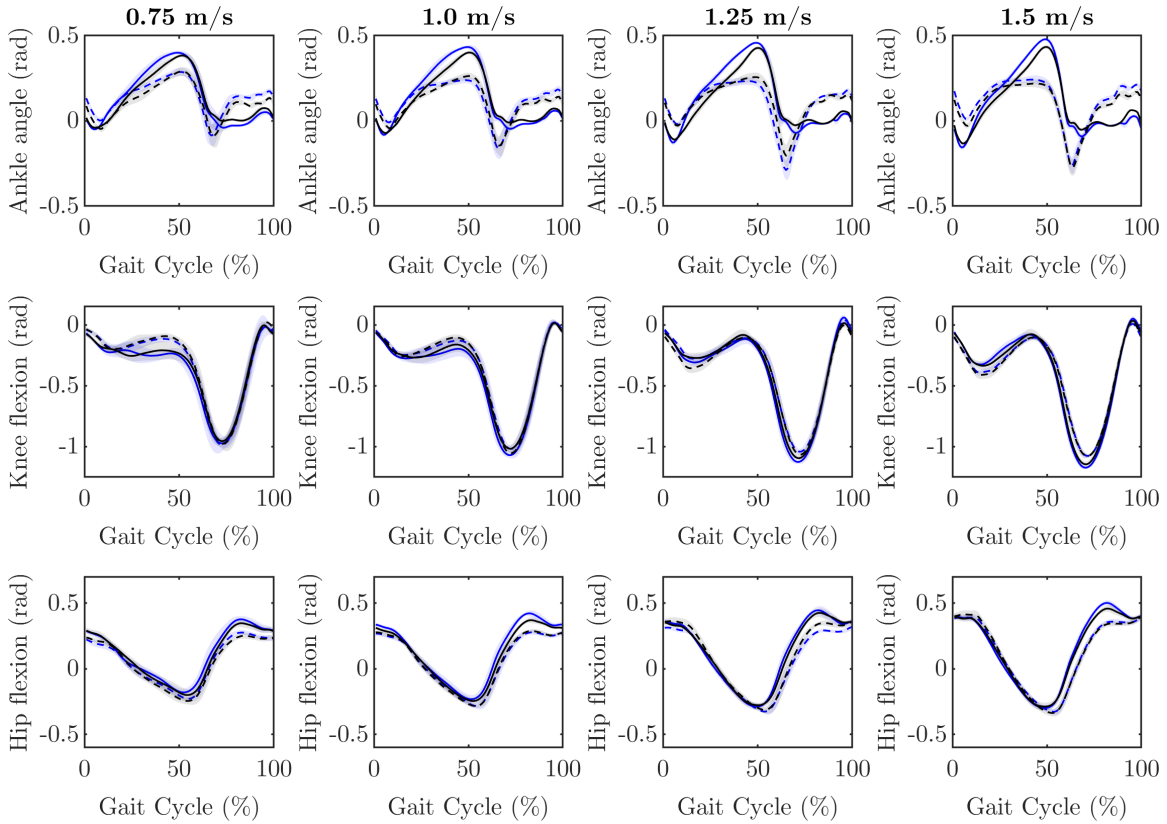 0.75 m/s 1.0 m/s 1.25 m/s 1.5 m/s
Ankle angle (rad) 0.5 0 -0.5 0 50 100 Gait Cycle (%)
Ankle angle (rad) 0.5 0 -0.5 0 50 100 Gait Cycle (%)
Ankle angle (rad) 0.5 0 -0.5 0 50 100 Gait Cycle (%)
Ankle angle (rad) 0.5 0 -0.5 0 50 100 Gait Cycle (%)
Knee flexion (rad) 0 -0.5 -1 0 50 100 Gait Cycle (%)
Knee flexion (rad) 0 -0.5 -1 0 50 100 Gait Cycle (%)
Knee flexion (rad) 0 -0.5 -1 0 50 100 Gait Cycle (%)
Knee flexion (rad) 0 -0.5 -1 0 50 100 Gait Cycle (%)
Hip flexion (rad) 0.5 0 -0.5 0 50 100 Gait Cycle (%)
Hip flexion (rad) 0.5 0 -0.5 0 50 100 Gait Cycle (%)
Hip flexion (rad) 0.5 0 -0.5 0 50 100 Gait Cycle (%)
Hip flexion (rad) 0.5 0 -0.5 0 50 100 Gait Cycle (%)